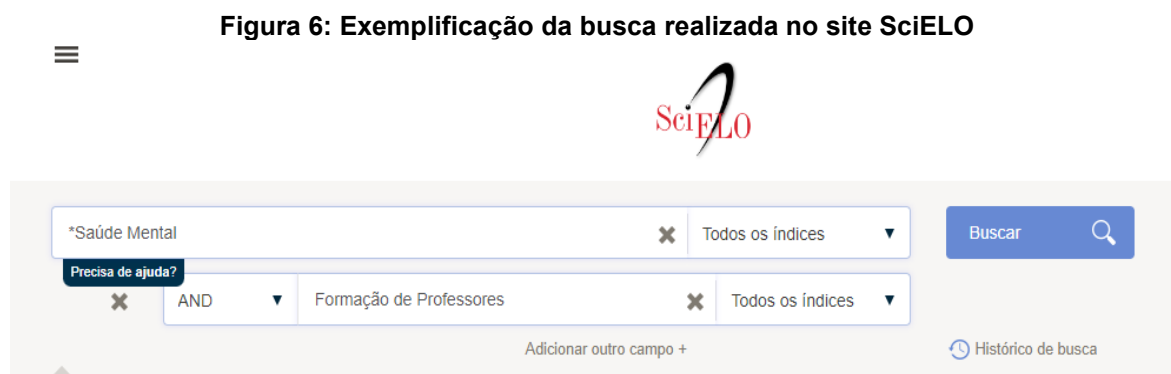 Figura 6: Exemplificação da busca realizada no site SciELO
SciELO
*Saúde Mental
Todos os índices
Buscar
Precisa de ajuda?
AND
Formação de Professores
Todos os índices
Adicionar outro campo +
Histórico de busca